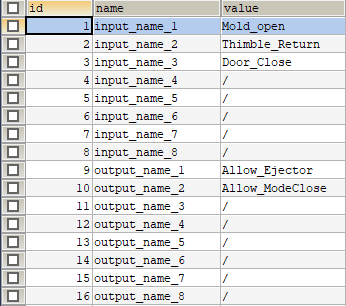 id name value
1 input_name_1 Mold_open
2 input_name_2 Thimble_Return
3 input_name_3 Door_Close
4 input_name_4 /
5 input_name_5 /
6 input_name_6 /
7 input_name_7 /
8 input_name_8 /
9 output_name_1 Allow_Ejector
10 output_name_2 Allow_ModeClose
11 output_name_3 /
12 output_name_4 /
13 output_name_5 /
14 output_name_6 /
15 output_name_7 /
16 output_name_8 /